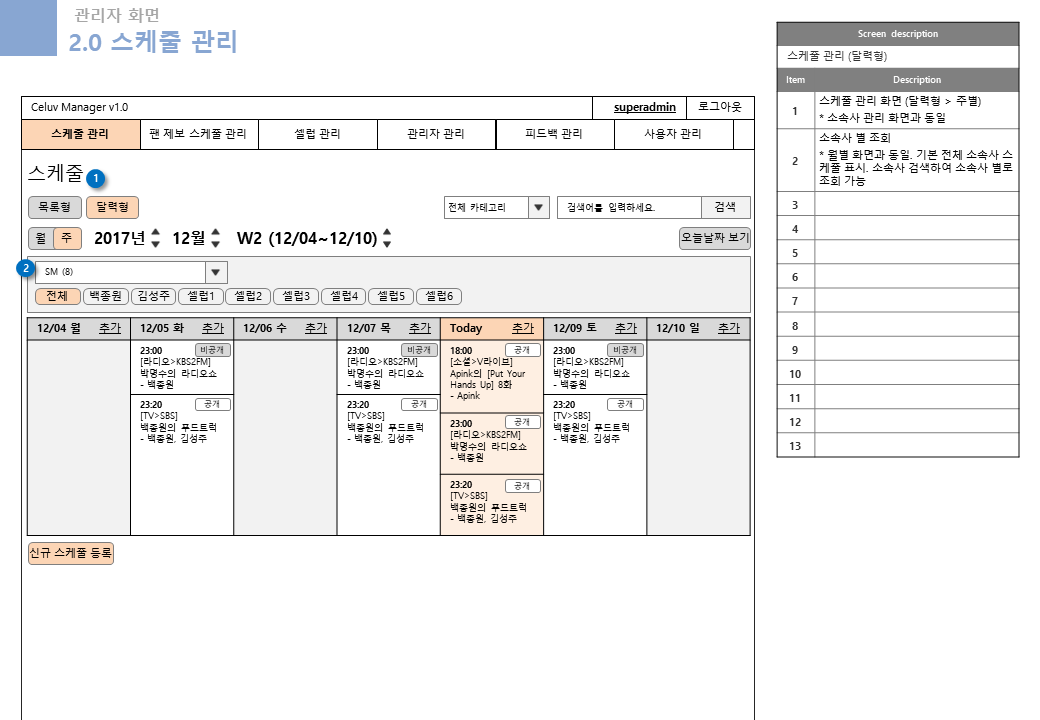 관리자 화면
2.0 스케줄 관리
Celuv Manager v1.0
superadmin
로그아웃
스케줄 관리
팬 제보 스케줄 관리
셀럽 관리
관리자 관리
피드백 관리
사용자 관리
스케줄
1
목록형
달력형
전체 카테고리
검색어를 입력하세요.
검색
월
주
2017년
12월
W2 (12/04~12/10)
오늘날짜 보기
2
SM (8)
전체
백종원
김성주
셀럽1
셀럽2
셀럽3
셀럽4
셀럽5
셀럽6
12/04 월 추가
12/05 화 추가
12/06 수 추가
12/07 목 추가
Today 추가
12/09 토 추가
12/10 일 추가
23:00 비공개
[라디오>KBS2FM]
박명수의 라디오쇼
- 백종원
23:20 공개
[TV>SBS]
백종원의 푸드트럭
- 백종원, 김성주
23:00 비공개
[라디오>KBS2FM]
박명수의 라디오쇼
- 백종원
23:20 공개
[TV>SBS]
백종원의 푸드트럭
- 백종원, 김성주
18:00 공개
[소셜>V라이브]
Apink의 [Put Your
Hands Up] 8화
- Apink
23:00 공개
[라디오>KBS2FM]
박명수의 라디오쇼
- 백종원
23:20 공개
[TV>SBS]
백종원의 푸드트럭
- 백종원, 김성주
23:00 비공개
[라디오>KBS2FM]
박명수의 라디오쇼
- 백종원
23:20 공개
[TV>SBS]
백종원의 푸드트럭
- 백종원, 김성주
신규 스케줄 등록
Screen description
스케줄 관리 (달력형)
Item Description
1
스케줄 관리 화면 (달력형 > 주별)
* 소속사 관리 화면과 동일
2
소속사 별 조회
* 월별 화면과 동일. 기본 전체 소속사 스
케줄 표시. 소속사 검색하여 소속사 별로
조회 가능
3
4
5
6
7
8
9
10
11
12
13